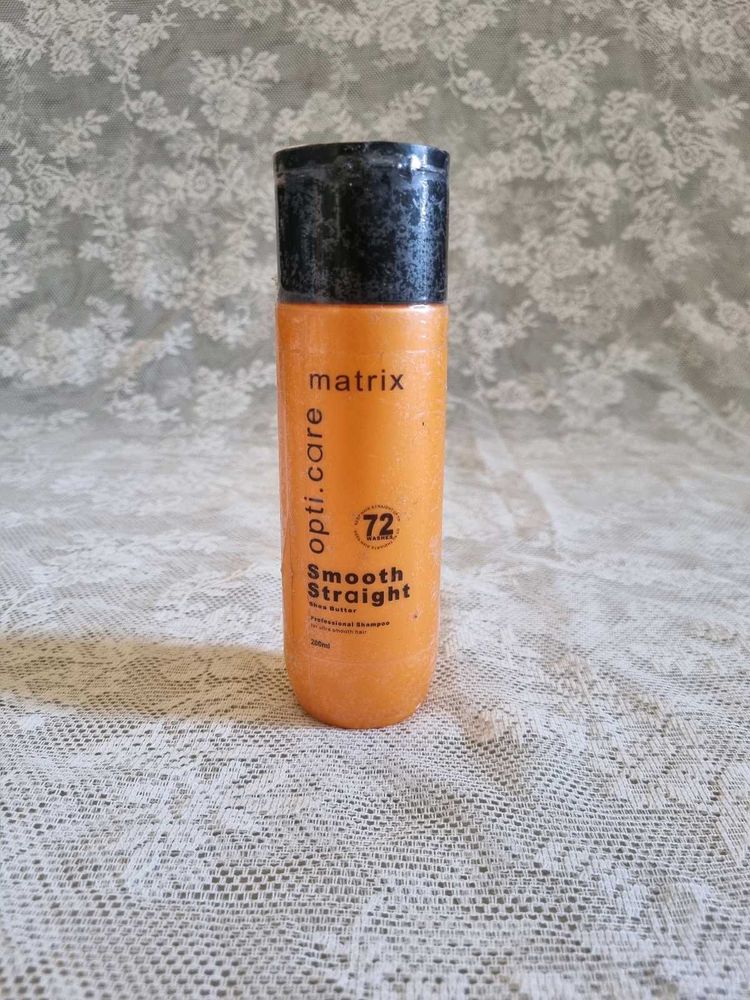 matrix
opti.care
72
WASHES
Smooth
Straight
Shea Butter
Professional Shampoo
for ultra smooth hair
200ml